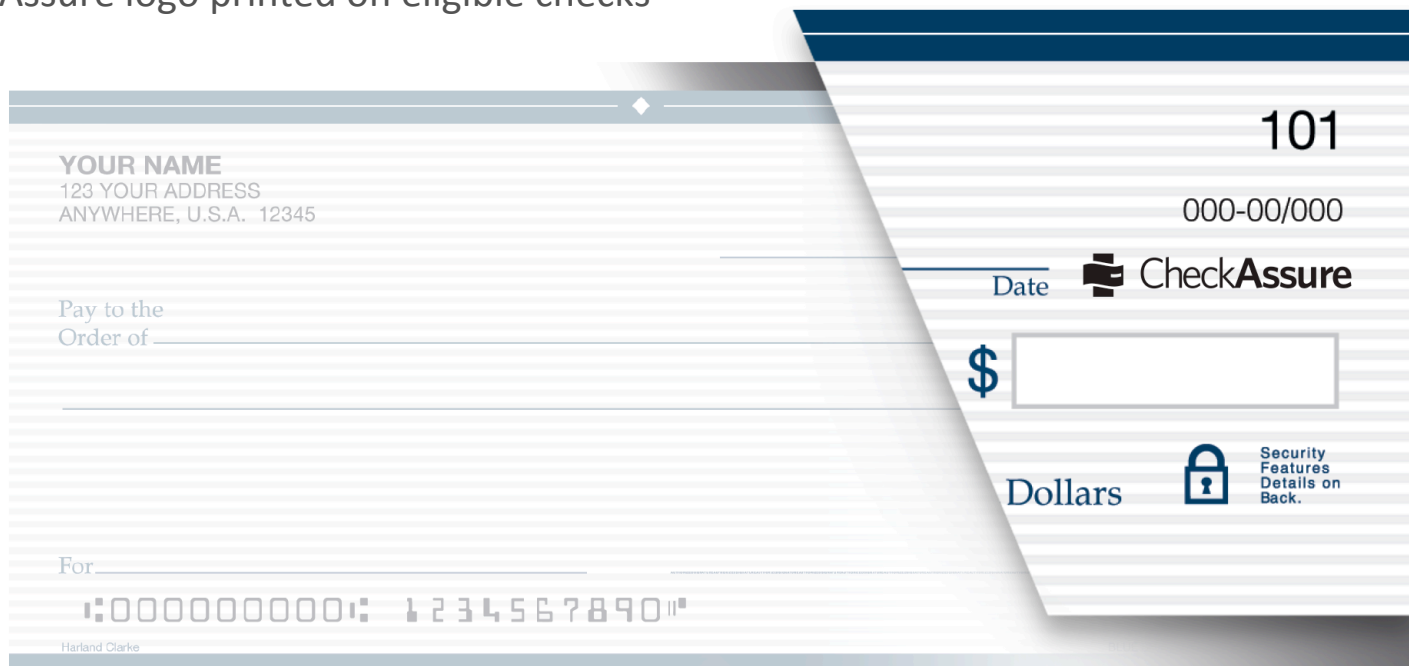 Assure logo printed on eligible checks
101
YOUR NAME
123 YOUR ADDRESS
ANYWHERE, U.S.A. 12345
000-00/000
Date
CheckAssure
Pay to the
Order of
$
Dollars
Security
Features
Details on
Back.
For
⑆000000000⑆ 1234567890⑈
Harland Clarke